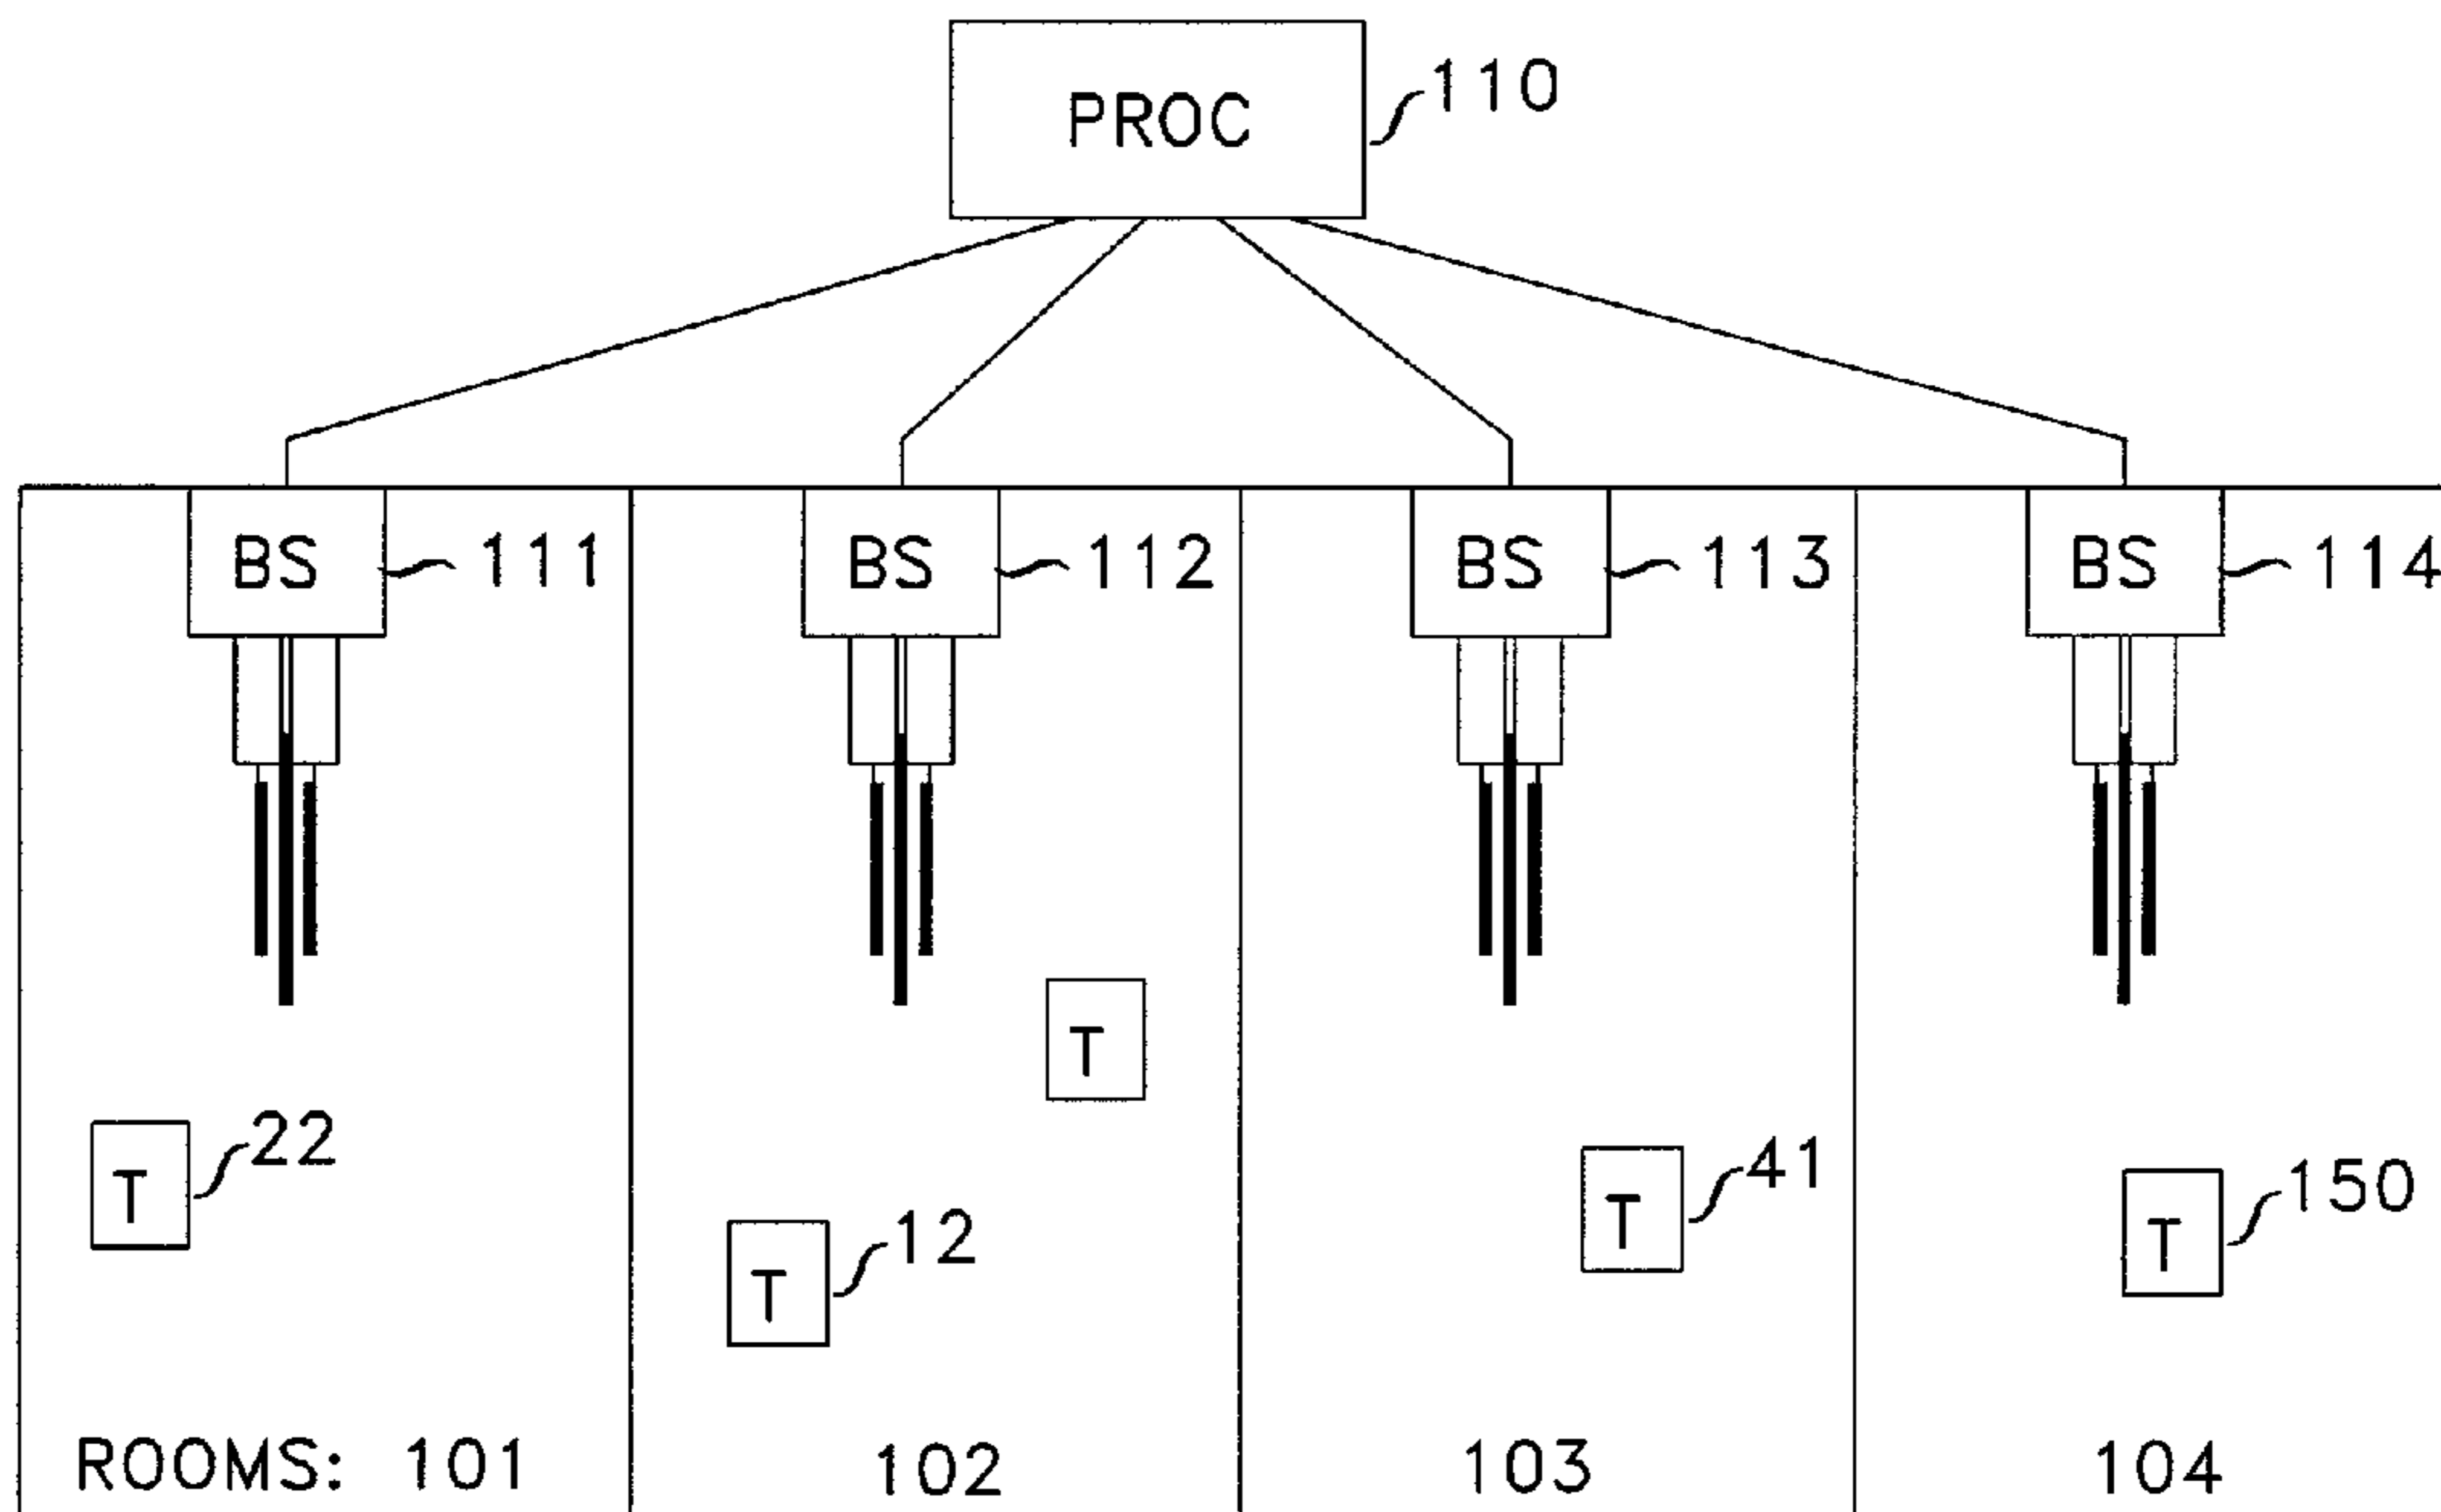 PROC 110
BS 111 BS 112 BS 113 BS 114
T
T 22 T 41 T 150
T 12
ROOMS: 101 102 103 104